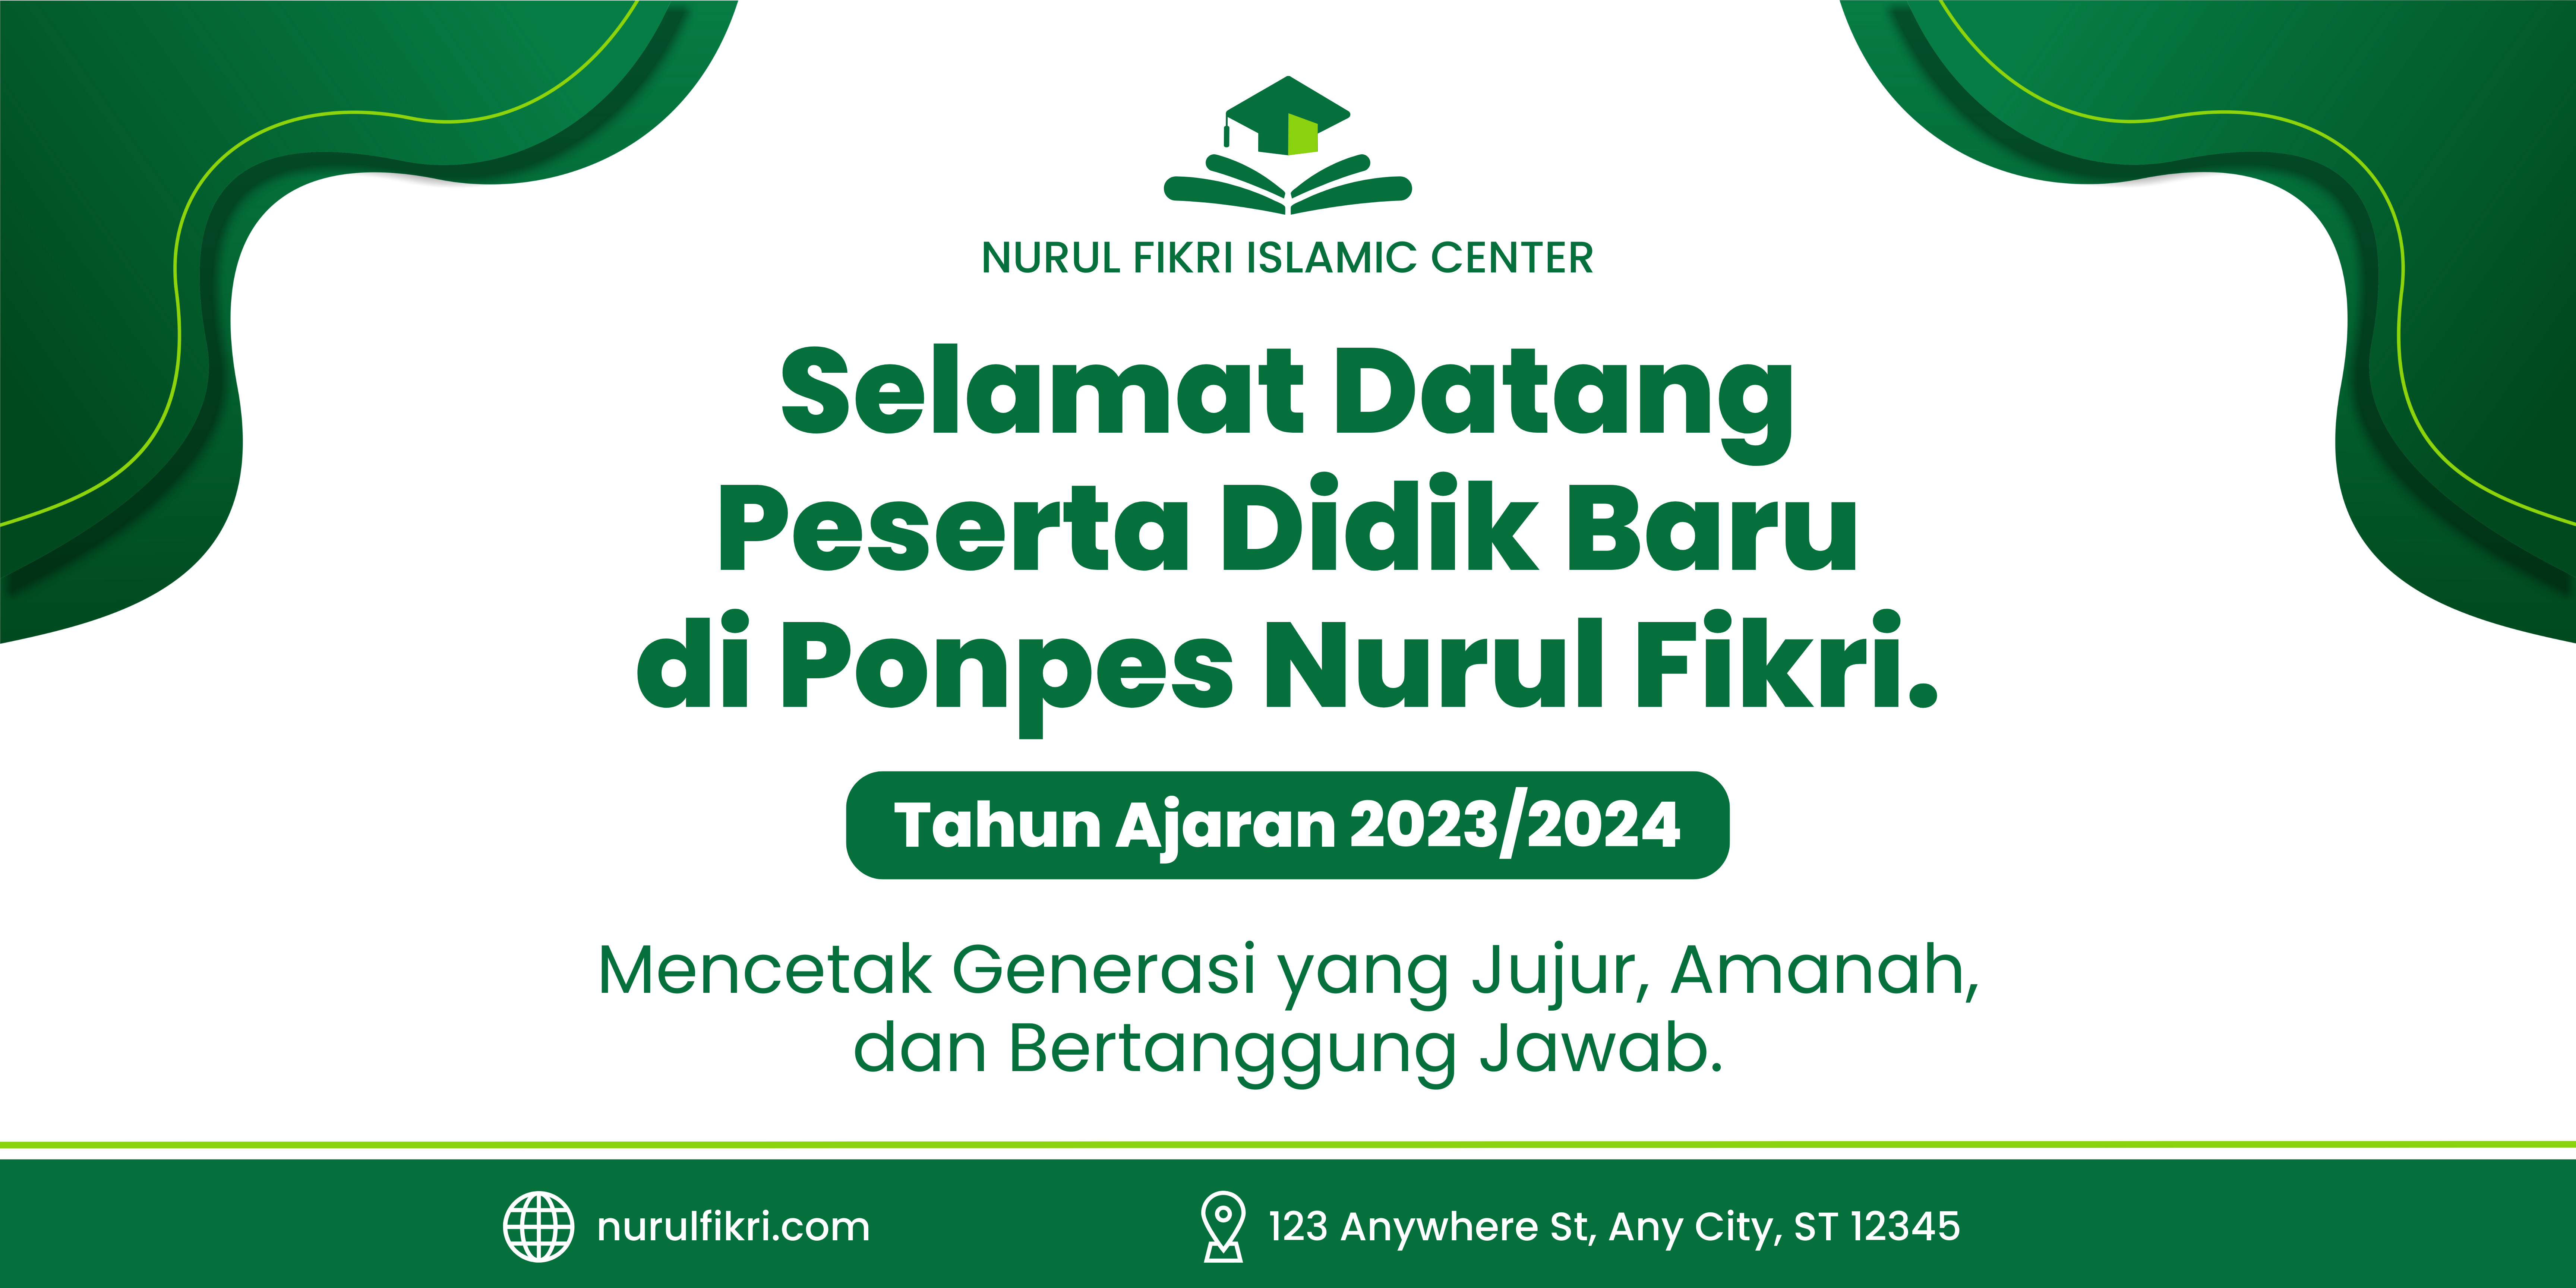 NURUL FIKRI ISLAMIC CENTER
Selamat Datang
Peserta Didik Baru
di Ponpes Nurul Fikri.
Tahun Ajaran 2023/2024
Mencetak Generasi yang Jujur, Amanah,
dan Bertanggung Jawab.
nurulfikri.com
123 Anywhere St, Any City, ST 12345